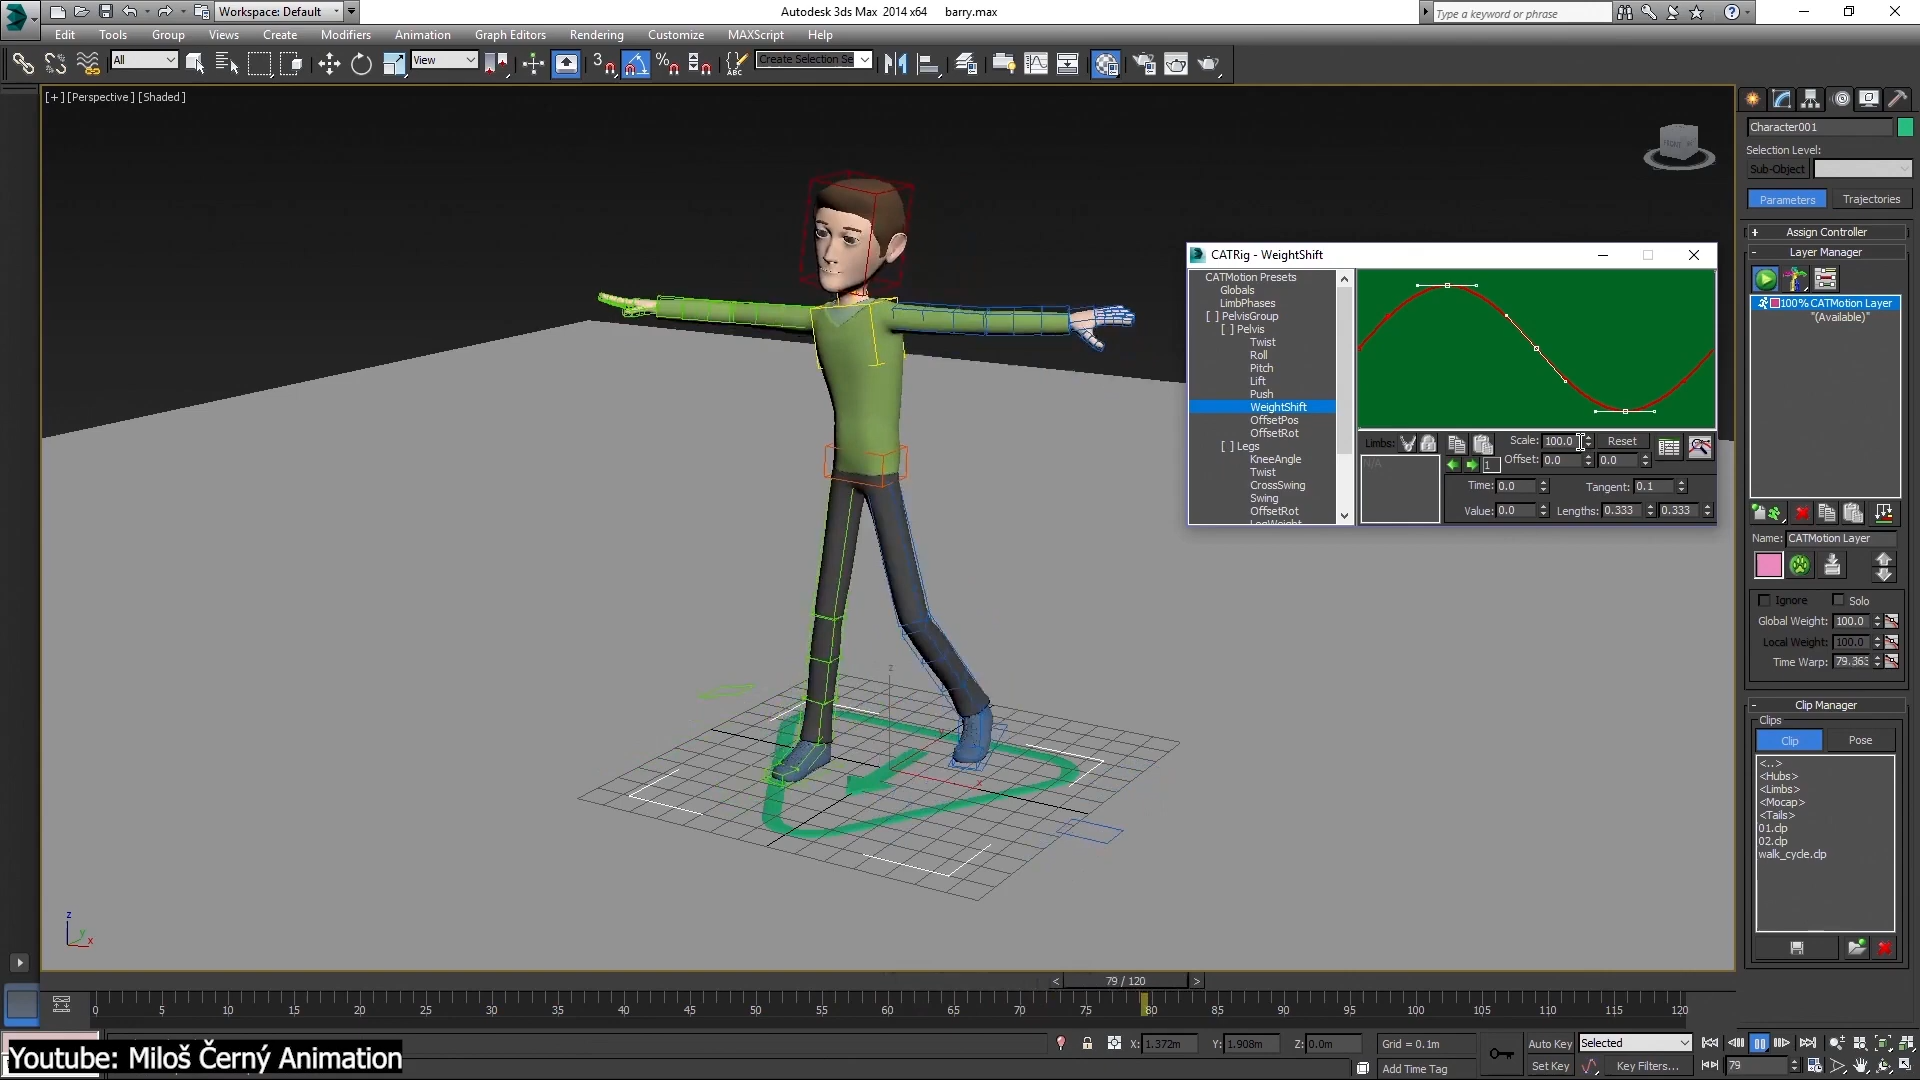 Workspace: Default
Autodesk 3ds Max 2014 x64 barry.max
Type a keyword or phrase
Edit Tools Group Views Create Modifiers Animation Graph Editors Rendering Customize MAXScript Help
All
View
3
Create Selection Se
[+] [Perspective] [Shaded]
CATRig - WeightShift
CATMotion Presets
Globals
LimbPhases
[ ] PelvisGroup
[ ] Pelvis
Twist
Roll
Pitch
Lift
Push
WeightShift
OffsetPos
OffsetRot
[ ] Legs
KneeAngle
Twist
CrossSwing
Swing
OffsetRot
LegWeight
Limbs:
N/A
Scale: 100.0 Reset
1 Offset: 0.0 0.0
Time: 0.0 Tangent: 0.1
Value: 0.0 Lengths: 0.333 0.333
Character001
Selection Level:
Sub-Object
Parameters Trajectories
+ Assign Controller
- Layer Manager
100% CATMotion Layer
"(Available)"
Name: CATMotion Layer
Ignore Solo
Global Weight: 100.0
Local Weight: 100.0
Time Warp: 79.363
- Clip Manager
Clips
Clip Pose
<..>
<Hubs>
<Limbs>
<Mocap>
<Tails>
01.clp
02.clp
walk_cycle.clp
z
x
z
y
x
< 79 / 120 >
0 5 10 15 20 25 30 35 40 45 50 55 60 65 70 75 80 85 90 95 100 105 110 115 120
X: 1.372m Y: 1.908m Z: 0.0m Grid = 0.1m
Add Time Tag
Auto Key Selected
Set Key Key Filters...
79
Youtube: Miloš Černý Animation